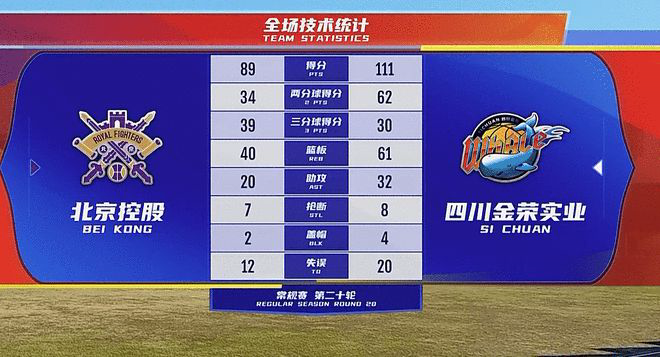 全场技术统计
TEAM STATISTICS
89 得分 111
PTS
34 两分球得分 62
2 PTS
39 三分球得分 30
3 PTS
40 篮板 61
REB
20 助攻 32
AST
7 抢断 8
STL
2 盖帽 4
BLK
12 失误 20
TO
ROYAL FIGHTERS
北京控股
BEI KONG
WHALES
四川金荣实业
SI CHUAN
常规赛 第二十轮
REGULAR SEASON ROUND 20